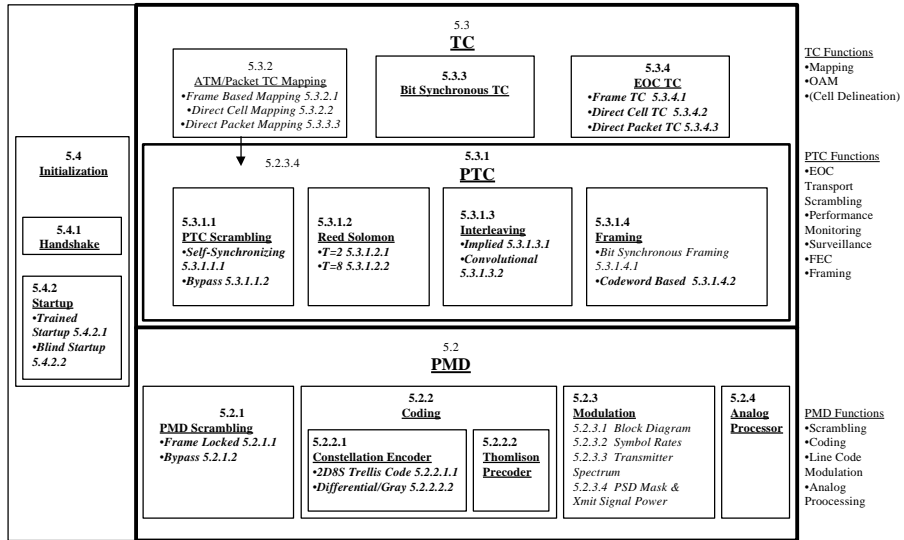 5.3
TC
5.3.2
ATM/Packet TC Mapping
•Frame Based Mapping 5.3.2.1
•Direct Cell Mapping 5.3.2.2
•Direct Packet Mapping 5.3.3.3
5.3.3
Bit Synchronous TC
5.3.4
EOC TC
•Frame TC 5.3.4.1
•Direct Cell TC 5.3.4.2
•Direct Packet TC 5.3.4.3
TC Functions
•Mapping
•OAM
•(Cell Delineation)
5.2.3.4
5.4
Initialization
5.4.1
Handshake
5.4.2
Startup
•Trained
Startup 5.4.2.1
•Blind Startup
5.4.2.2
5.3.1
PTC
5.3.1.1
PTC Scrambling
•Self-Synchronizing
5.3.1.1.1
•Bypass 5.3.1.1.2
5.3.1.2
Reed Solomon
•T=2 5.3.1.2.1
•T=8 5.3.1.2.2
5.3.1.3
Interleaving
•Implied 5.3.1.3.1
•Convolutional
5.3.1.3.2
5.3.1.4
Framing
•Bit Synchronous Framing
5.3.1.4.1
•Codeword Based 5.3.1.4.2
PTC Functions
•EOC
Transport
Scrambling
•Performance
Monitoring
•Surveillance
•FEC
•Framing
5.2
PMD
5.2.1
PMD Scrambling
•Frame Locked 5.2.1.1
•Bypass 5.2.1.2
5.2.2
Coding
5.2.2.1
Constellation Encoder
•2D8S Trellis Code 5.2.2.1.1
•Differential/Gray 5.2.2.2.2
5.2.2.2
Thomlison
Precoder
5.2.3
Modulation
5.2.3.1 Block Diagram
5.2.3.2 Symbol Rates
5.2.3.3 Transmitter
Spectrum
5.2.3.4 PSD Mask &
Xmit Signal Power
5.2.4
Analog
Processor
PMD Functions
•Scrambling
•Coding
•Line Code
Modulation
•Analog
Proocessing